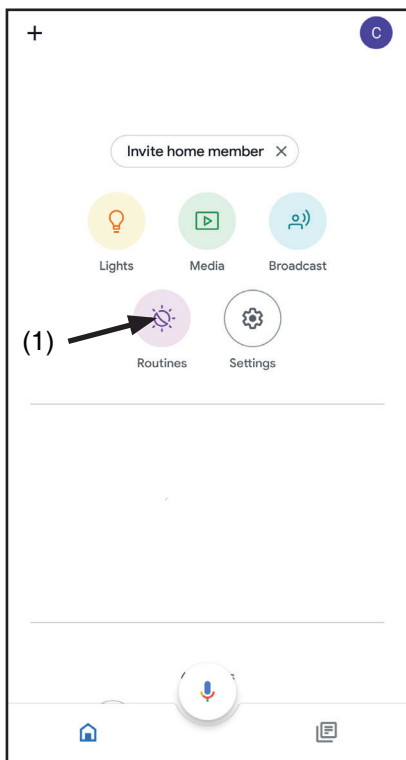 +
C
Invite home member ×
Lights Media Broadcast
(1)
Routines Settings